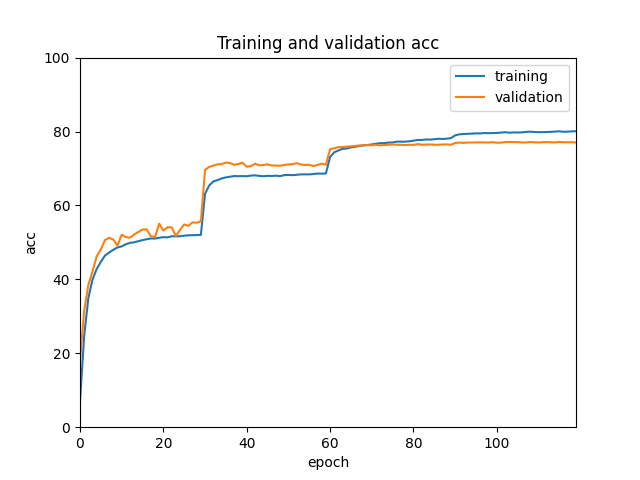 Training and validation acc
training
validation
acc
100
80
60
40
20
0
0 20 40 60 80 100
epoch